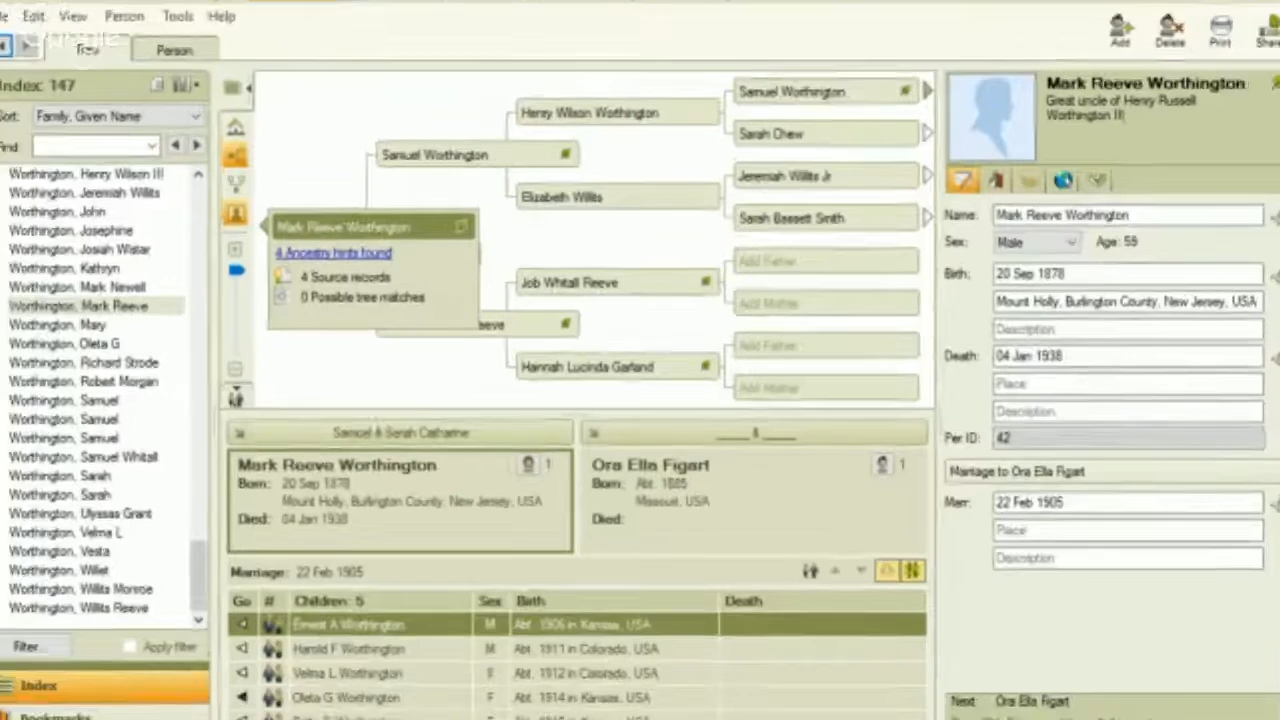 Edit View Person Tools Help
Tree
Person
Add
Delete
Print
Share
Index: 147
Sort: Family, Given Name
Find
Worthington, Henry Wilson III
Worthington, Jeremiah Willits
Worthington, John
Worthington, Josephine
Worthington, Josiah Wistar
Worthington, Kathryn
Worthington, Mark Newell
Worthington, Mark Reeve
Worthington, Mary
Worthington, Oleta G
Worthington, Richard Strode
Worthington, Robert Morgan
Worthington, Samuel
Worthington, Samuel
Worthington, Samuel
Worthington, Samuel Whitall
Worthington, Sarah
Worthington, Sarah
Worthington, Ulyssas Grant
Worthington, Velma L
Worthington, Vesta
Worthington, Willet
Worthington, Willits Monroe
Worthington, Willits Reeve
Filter...
Apply filter
Index
Bookmarks
Samuel Worthington
Henry Wilson Worthington
Sarah Chew
Samuel Worthington
Jeremiah Willits Jr
Elizabeth Willits
Sarah Bassett Smith
Mark Reeve Worthington
4 Ancestry hints found
4 Source records
0 Possible tree matches
Add Father
Job Whitall Reeve
Add Mother
eeve
Add Father
Hannah Lucinda Garland
Add Mother
Samuel & Sarah Catharine
&
Mark Reeve Worthington
1
Born: 20 Sep 1878
Mount Holly, Burlington County, New Jersey, USA
Died: 04 Jan 1938
Ora Ella Figart
1
Born: Abt. 1885
Missouri, USA
Died:
Marriage: 22 Feb 1905
Go # Children: 5 Sex Birth Death
Ernest A Worthington M Abt. 1906 in Kansas, USA
Harold F Worthington M Abt. 1911 in Colorado, USA
Velma L Worthington F Abt. 1912 in Colorado, USA
Oleta G Worthington F Abt. 1914 in Kansas, USA
Mark Reeve Worthington
Great uncle of Henry Russell
Worthington III
Name: Mark Reeve Worthington
Sex: Male Age: 59
Birth: 20 Sep 1878
Mount Holly, Burlington County, New Jersey, USA
Description
Death: 04 Jan 1938
Place
Description
Per ID: 42
Marriage to Ora Ella Figart
Marr: 22 Feb 1905
Place
Description
Next: Ora Ella Figart